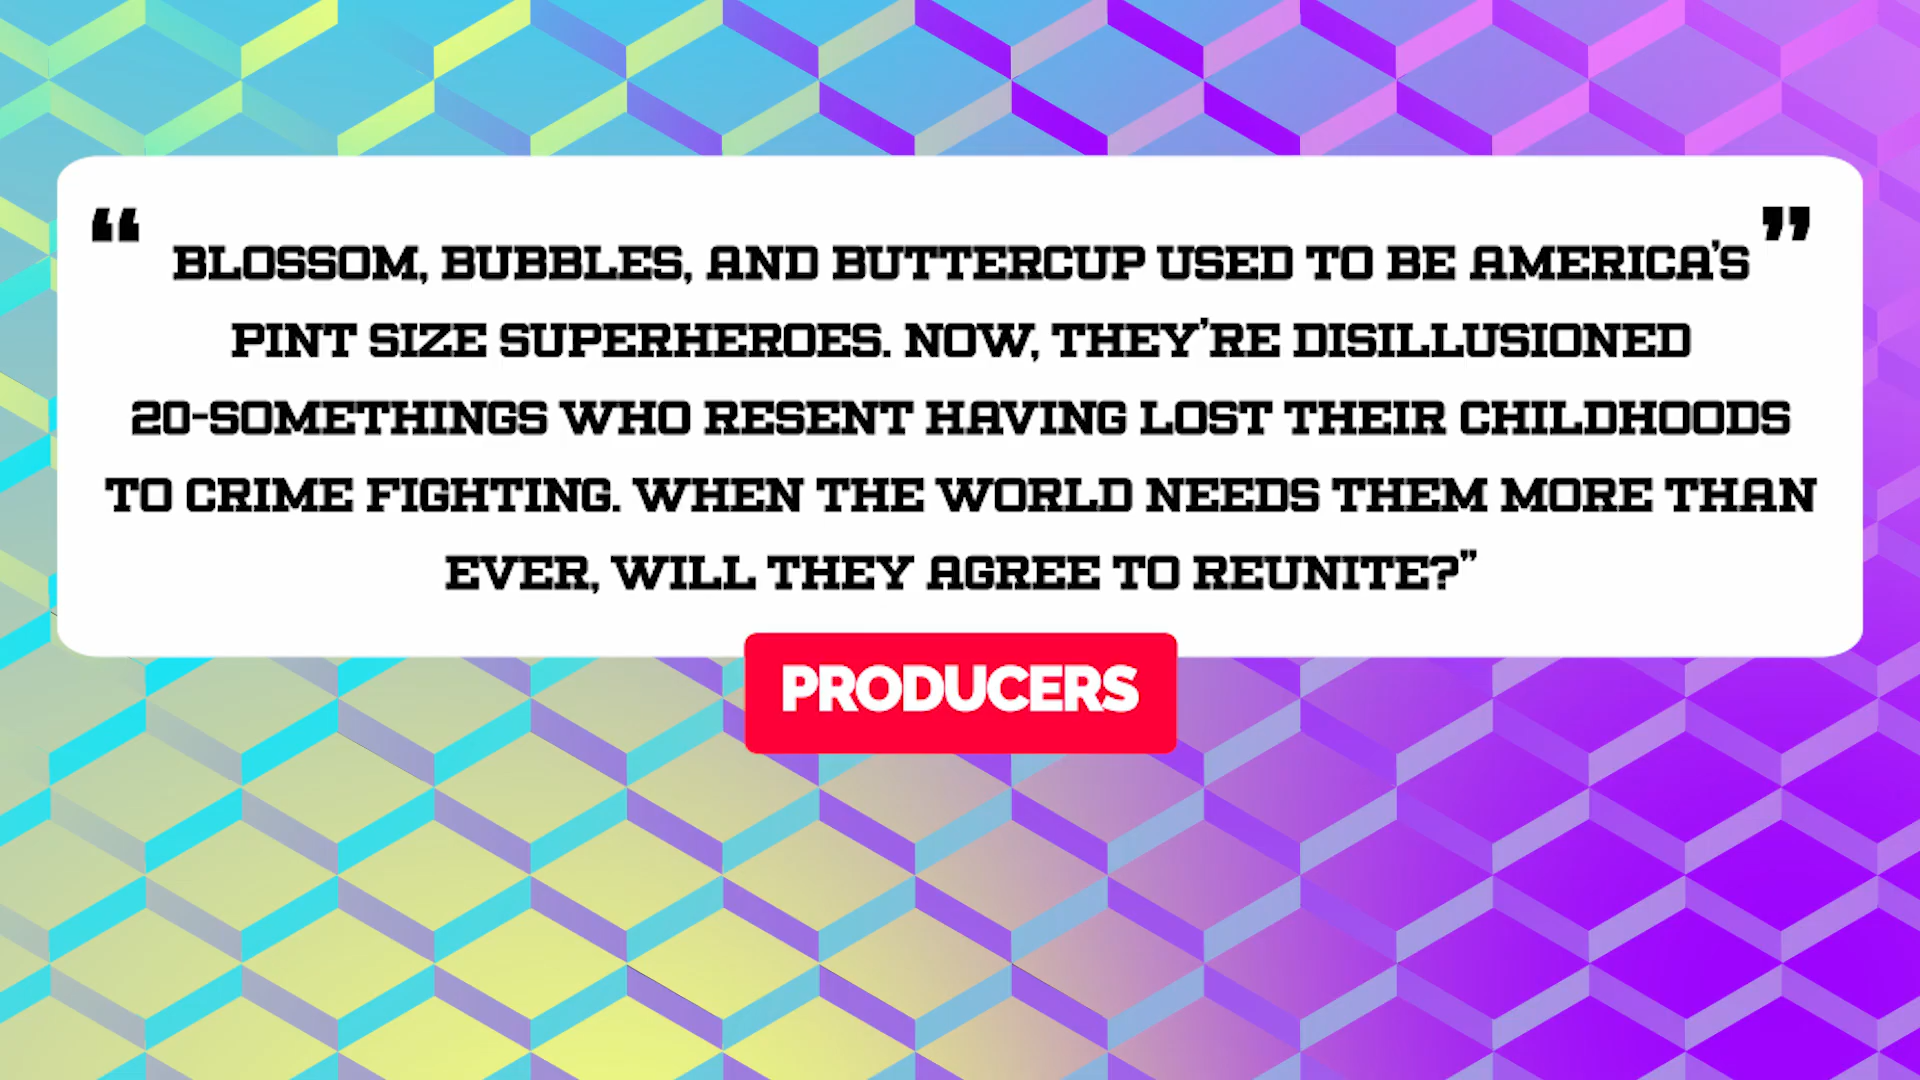 “ BLOSSOM, BUBBLES, AND BUTTERCUP USED TO BE AMERICA’S ”
PINT SIZE SUPERHEROES. NOW, THEY’RE DISILLUSIONED
20-SOMETHINGS WHO RESENT HAVING LOST THEIR CHILDHOODS
TO CRIME FIGHTING. WHEN THE WORLD NEEDS THEM MORE THAN
EVER, WILL THEY AGREE TO REUNITE?”
PRODUCERS